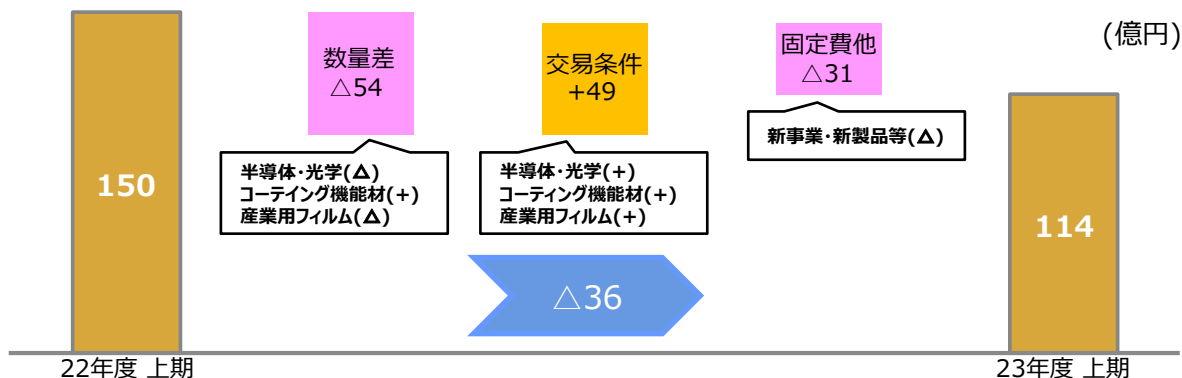 (億円)
150
数量差
△54
半導体・光学(△)
コーテイング機能材(+)
産業用フィルム(△)
交易条件
+49
半導体・光学(+)
コーティング機能材(+)
産業用フィルム(+)
固定費他
△31
新事業・新製品等(△)
114
△36
22年度 上期
23年度 上期